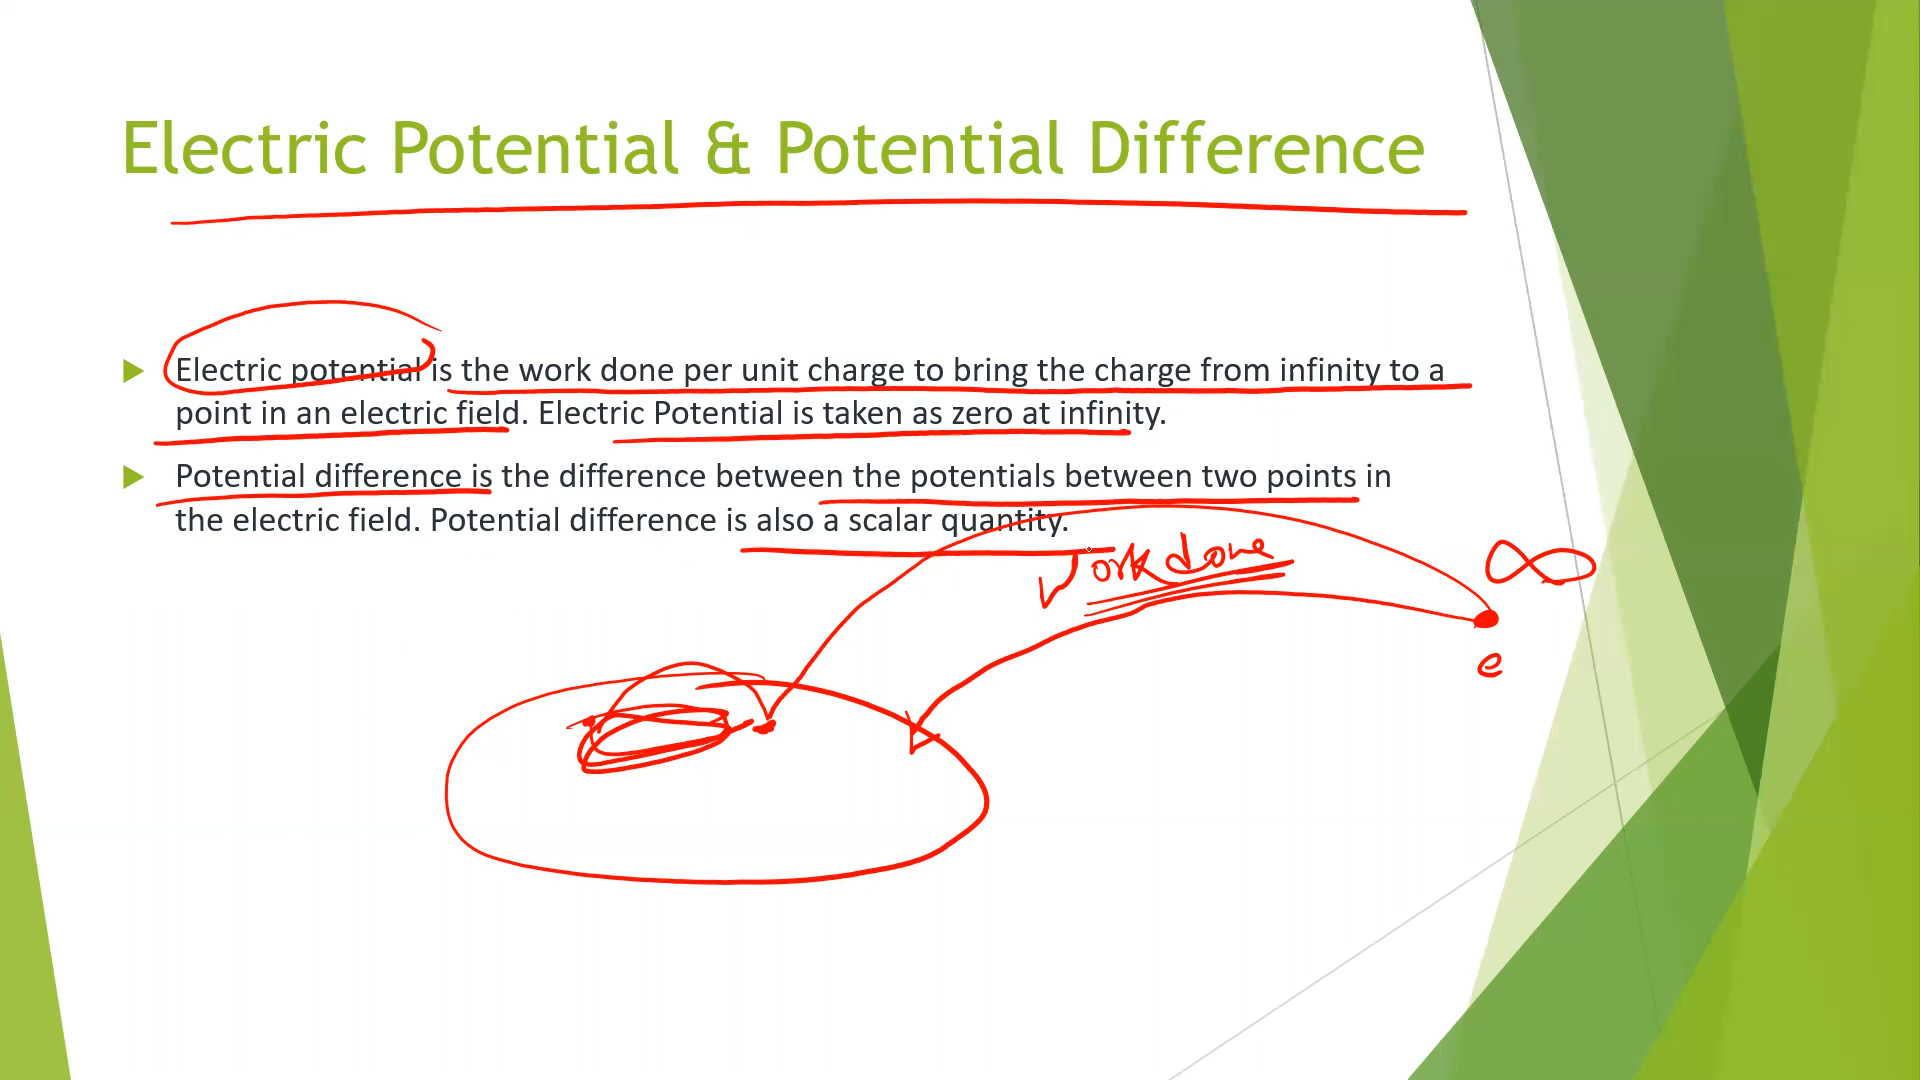 Electric Potential & Potential Difference
Electric potential is the work done per unit charge to bring the charge from infinity to a
point in an electric field. Electric Potential is taken as zero at infinity.
Potential difference is the difference between the potentials between two points in
the electric field. Potential difference is also a scalar quantity.
Work done
∞
e